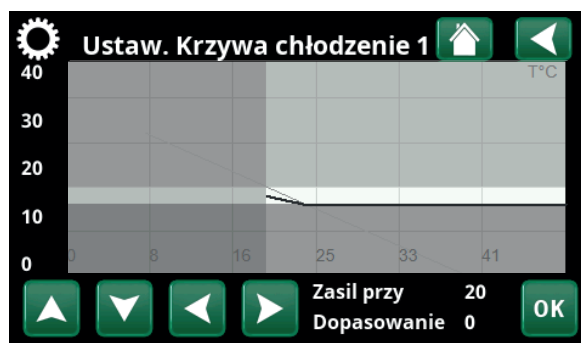 Ustaw. Krzywa chłodzenie 1
40
T°C
30
20
10
0
0 8 16 25 33 41
Zasil przy 20
Dopasowanie 0
OK